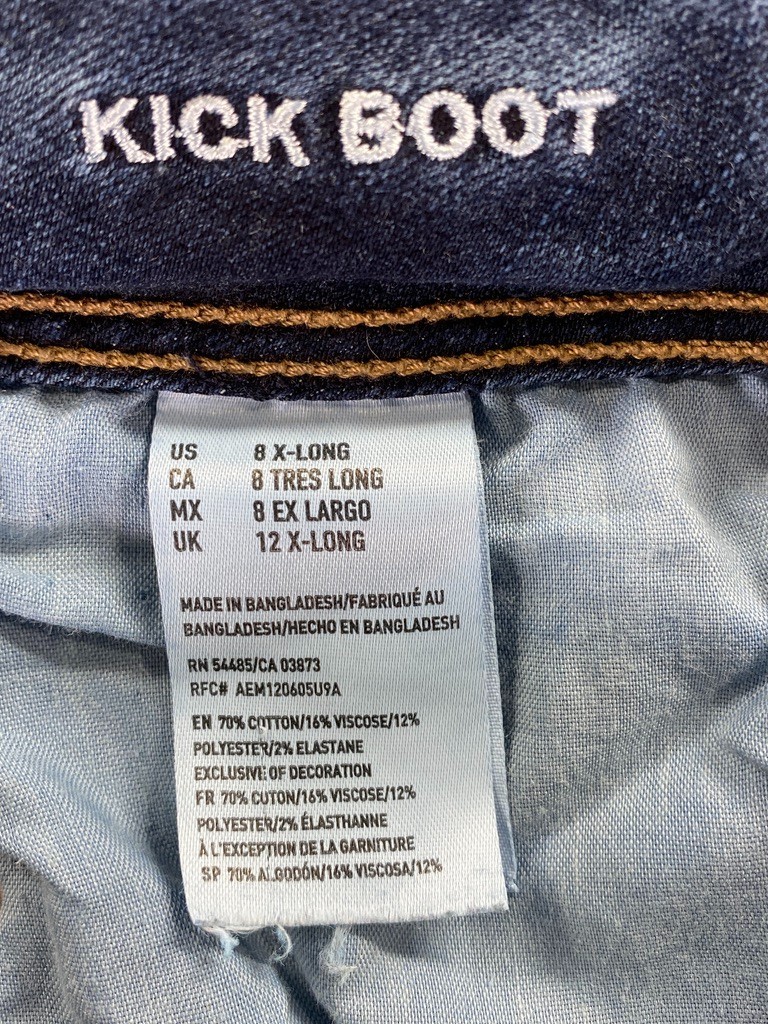 KICK BOOT
US 8 X-LONG
CA 8 TRES LONG
MX 8 EX LARGO
UK 12 X-LONG
MADE IN BANGLADESH/FABRIQUÉ AU
BANGLADESH/HECHO EN BANGLADESH
RN 54485/CA 03873
RFC# AEM120605U9A
EN 70% COTTON/16% VISCOSE/12%
POLYESTER/2% ELASTANE
EXCLUSIVE OF DECORATION
FR 70% CUTON/16% VISCOSE/12%
POLYESTER/2% ÉLASTHANNE
À L'EXCEPTION DE LA GARNITURE
SP 70% ALGODÓN/16% VISCOSA/12%